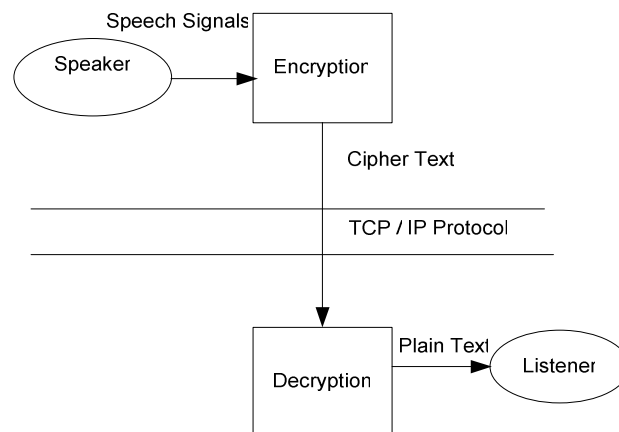 Speech Signals
Speaker
Encryption
Cipher Text
TCP / IP Protocol
Plain Text
Listener
Decryption